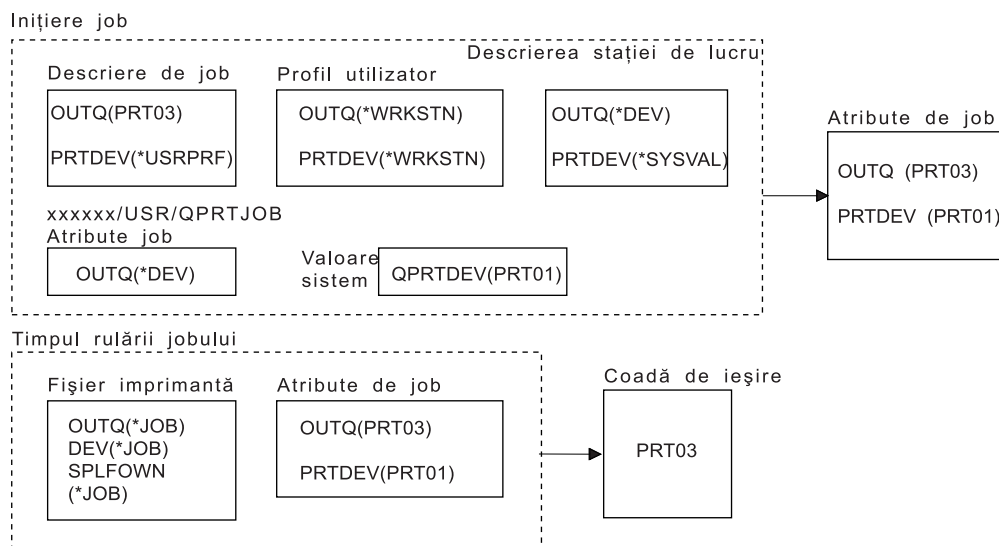 Inițiere job
Descrierea stației de lucru
Descriere de job
OUTQ(PRT03)
PRTDEV(*USRPRF)
Profil utilizator
OUTQ(*WRKSTN)
PRTDEV(*WRKSTN)
OUTQ(*DEV)
PRTDEV(*SYSVAL)
Atribute de job
OUTQ (PRT03)
PRTDEV (PRT01)
xxxxxx/USR/QPRTJOB
Atribute job
OUTQ(*DEV)
Valoare
sistem
QPRTDEV(PRT01)
Timpul rulării jobului
Fişier imprimantă
OUTQ(*JOB)
DEV(*JOB)
SPLFOWN
(*JOB)
Atribute de job
OUTQ(PRT03)
PRTDEV(PRT01)
Coadă de ieşire
PRT03